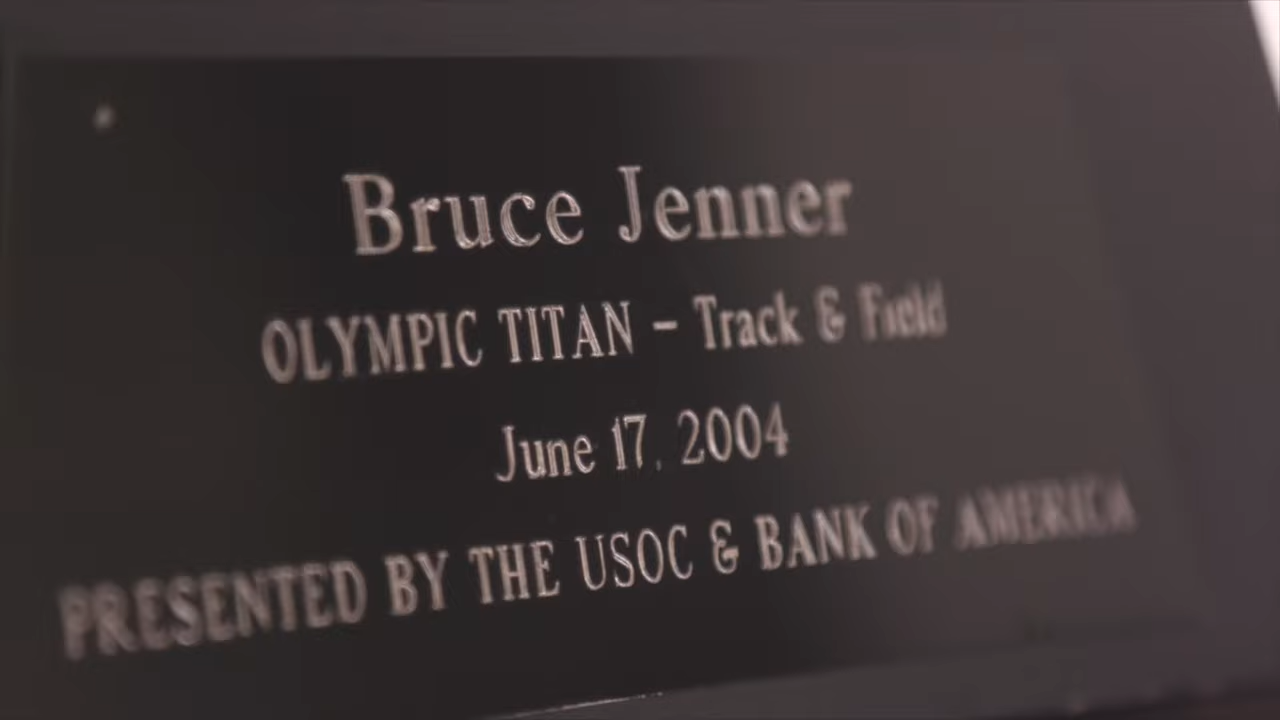 Bruce Jenner
OLYMPIC TITAN – Track & Field
June 17, 2004
PRESENTED BY THE USOC & BANK OF AMERICA